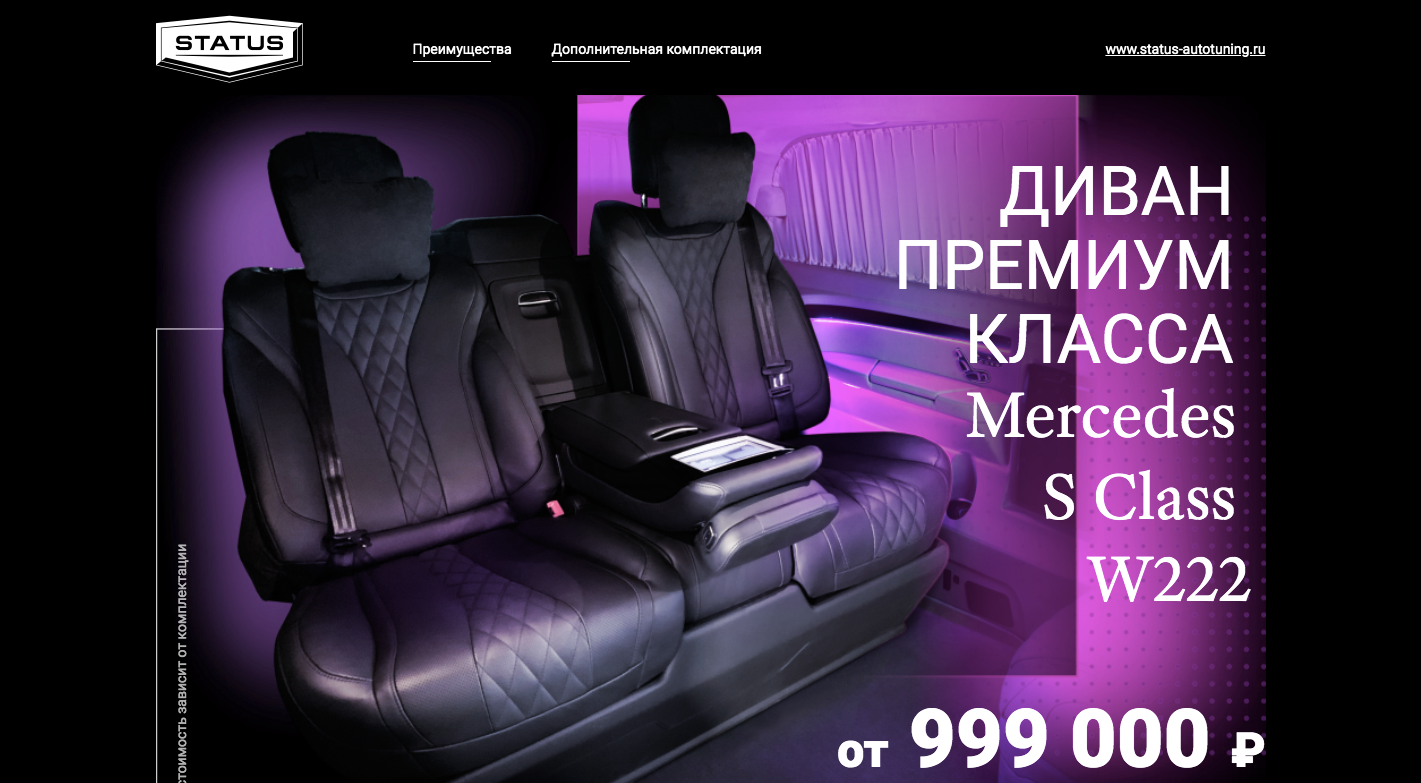 STATUS
Преимущества
Дополнительная комплектация
www.status-autotuning.ru
ДИВАН
ПРЕМИУМ
КЛАССА
Mercedes
S Class
W222
от 999 000 ₽
стоимость зависит от комплектации